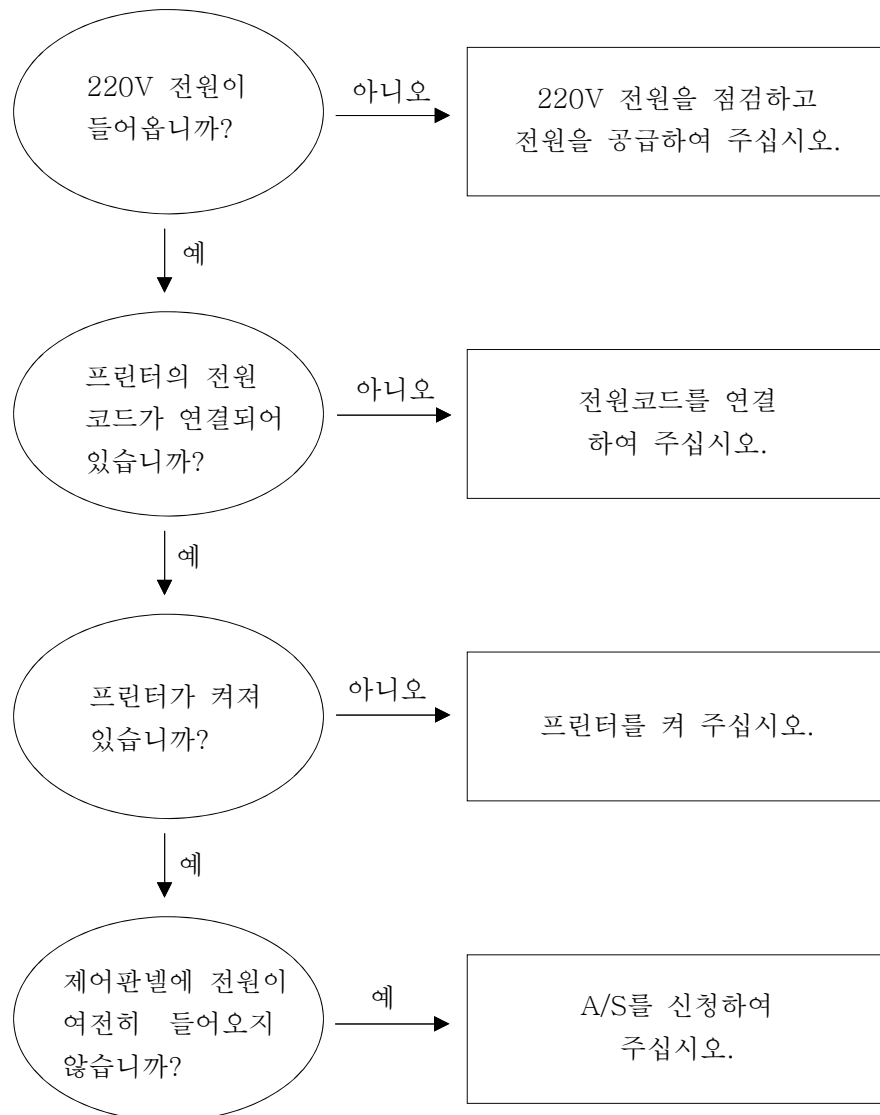 220V 전원이
들어옵니까?
아니오
220V 전원을 점검하고
전원을 공급하여 주십시오.
예
프린터의 전원
코드가 연결되어
있습니까?
아니오
전원코드를 연결
하여 주십시오.
예
프린터가 켜져
있습니까?
아니오
프린터를 켜 주십시오.
예
제어판넬에 전원이
여전히 들어오지
않습니까?
예
A/S를 신청하여
주십시오.